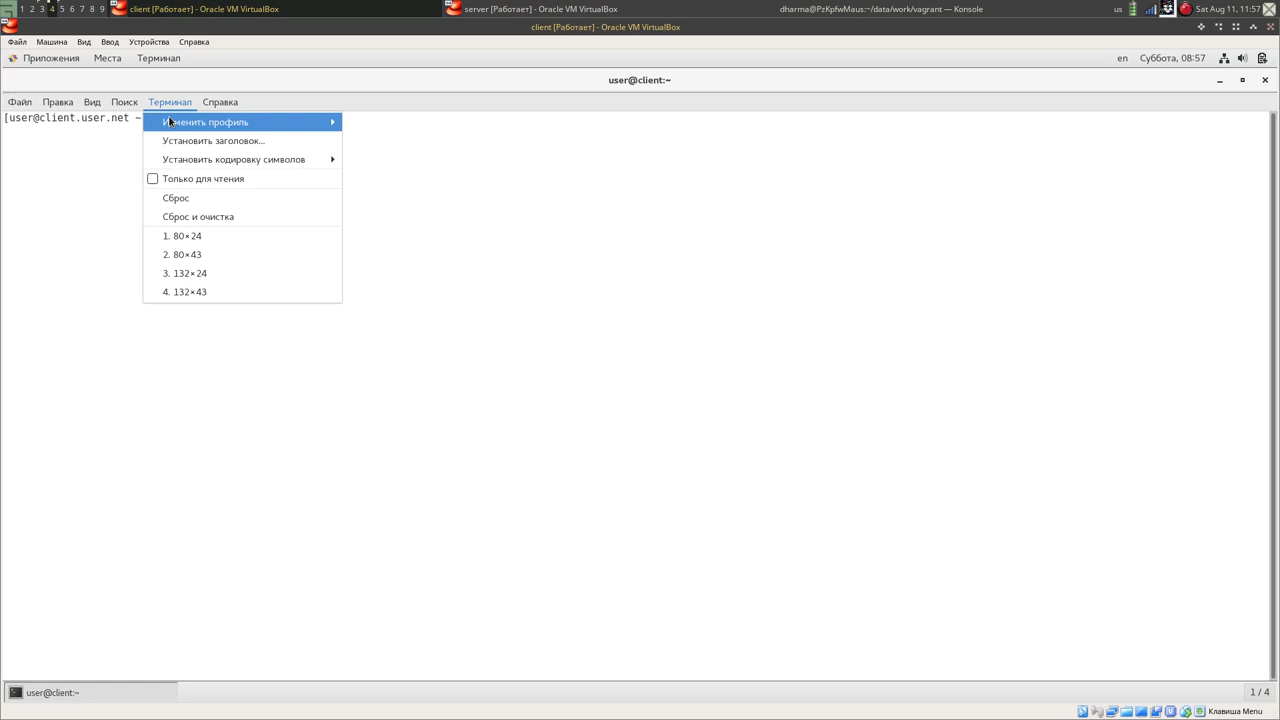 1 2 3 4 5 6 7 8 9
client [Работает] - Oracle VM VirtualBox
server [Работает] - Oracle VM VirtualBox
dharma@PzKpfwMaus:~/data/work/vagrant — Konsole
us
Sat Aug 11, 11:57
client [Работает] - Oracle VM VirtualBox
Файл Машина Вид Ввод Устройства Справка
Приложения Места Терминал
en Суббота, 08:57
user@client:~
Файл Правка Вид Поиск Терминал Справка
[user@client.user.net ~
Изменить профиль
Установить заголовок...
Установить кодировку символов
Только для чтения
Сброс
Сброс и очистка
1. 80×24
2. 80×43
3. 132×24
4. 132×43
user@client:~
1 / 4
Клавиша Menu